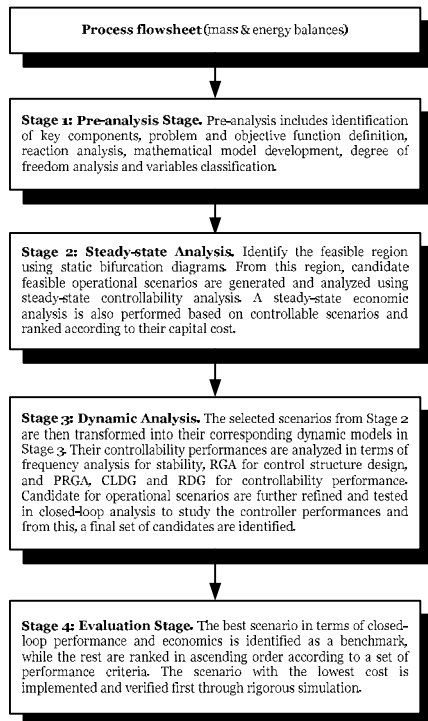 Process flowsheet (mass & energy balances)
Stage 1: Pre-analysis Stage. Pre-analysis includes identification
of key components, problem and objective function definition,
reaction analysis, mathematical model development, degree of
freedom analysis and variables classification.
Stage 2: Steady-state Analysis. Identify the feasible region
using static bifurcation diagrams. From this region, candidate
feasible operational scenarios are generated and analyzed using
steady-state controllability analysis. A steady-state economic
analysis is also performed based on controllable scenarios and
ranked according to their capital cost.
Stage 3: Dynamic Analysis. The selected scenarios from Stage 2
are then transformed into their corresponding dynamic models in
Stage 3. Their controllability performances are analyzed in terms of
frequency analysis for stability, RGA for control structure design,
and PRGA, CLDG and RDG for controllability performance.
Candidate for operational scenarios are further refined and tested
in closed-loop analysis to study the controller performances and
from this, a final set of candidates are identified.
Stage 4: Evaluation Stage. The best scenario in terms of closed-
loop performance and economics is identified as a benchmark,
while the rest are ranked in ascending order according to a set of
performance criteria. The scenario with the lowest cost is
implemented and verified first through rigorous simulation.